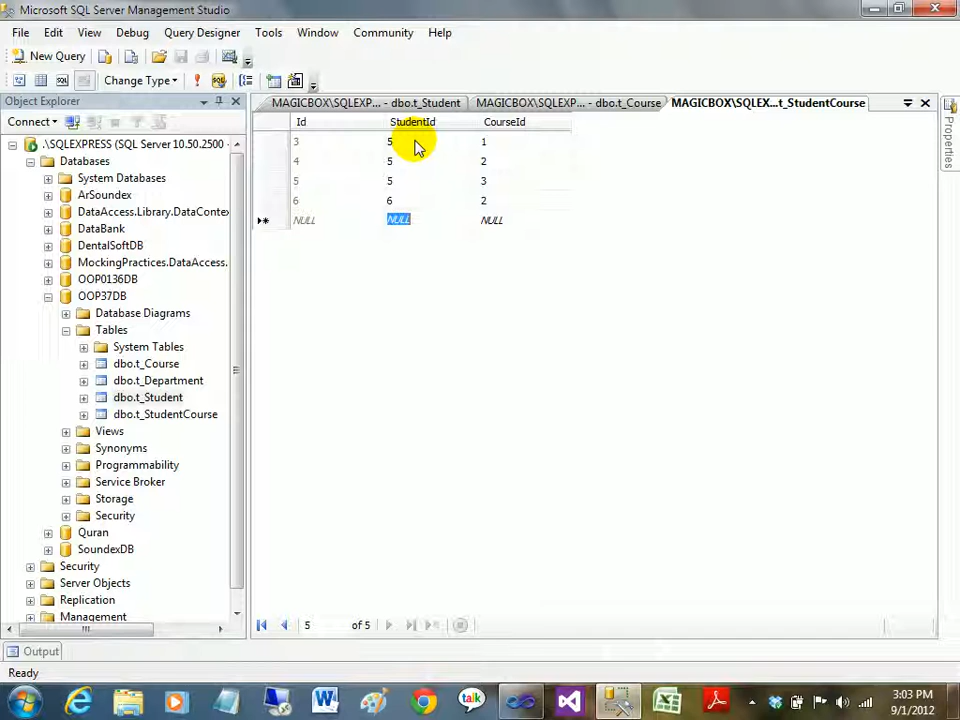 Microsoft SQL Server Management Studio
File Edit View Debug Query Designer Tools Window Community Help
New Query
Change Type
Object Explorer
MAGICBOX\SQLEXP... - dbo.t_Student
MAGICBOX\SQLEXP... - dbo.t_Course
MAGICBOX\SQLEX...t_StudentCourse
Connect
.\SQLEXPRESS (SQL Server 10.50.2500 -
Databases
System Databases
ArSoundex
DataAccess.Library.DataContex
DataBank
DentalSoftDB
MockingPractices.DataAccess.
OOP0136DB
OOP37DB
Database Diagrams
Tables
System Tables
dbo.t_Course
dbo.t_Department
dbo.t_Student
dbo.t_StudentCourse
Views
Synonyms
Programmability
Service Broker
Storage
Security
Quran
SoundexDB
Security
Server Objects
Replication
Management
Id StudentId CourseId
3 5 1
4 5 2
5 5 3
6 6 2
NULL NULL NULL
5 of 5
Properties
Output
Ready
SQL
W
talk
3:03 PM
9/1/2012